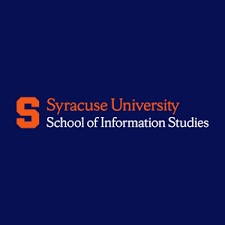 S Syracuse University
School of Information Studies